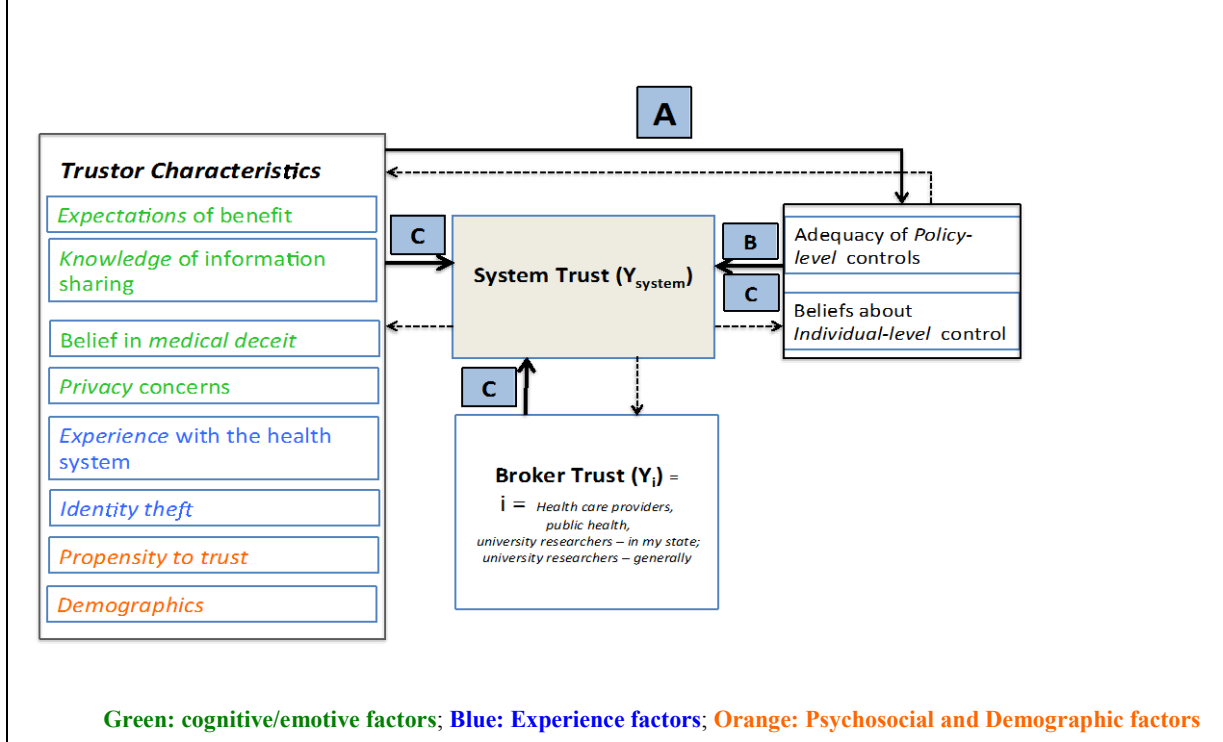 A
Trustor Characteristics
Expectations of benefit
Knowledge of information
sharing
Belief in medical deceit
Privacy concerns
Experience with the health
system
Identity theft
Propensity to trust
Demographics
C
System Trust (Ysystem)
B
C
Adequacy of Policy-
level controls
Beliefs about
Individual-level control
C
Broker Trust (Yi) =
i = Health care providers,
public health,
university researchers – in my state;
university researchers – generally
Green: cognitive/emotive factors; Blue: Experience factors; Orange: Psychosocial and Demographic factors